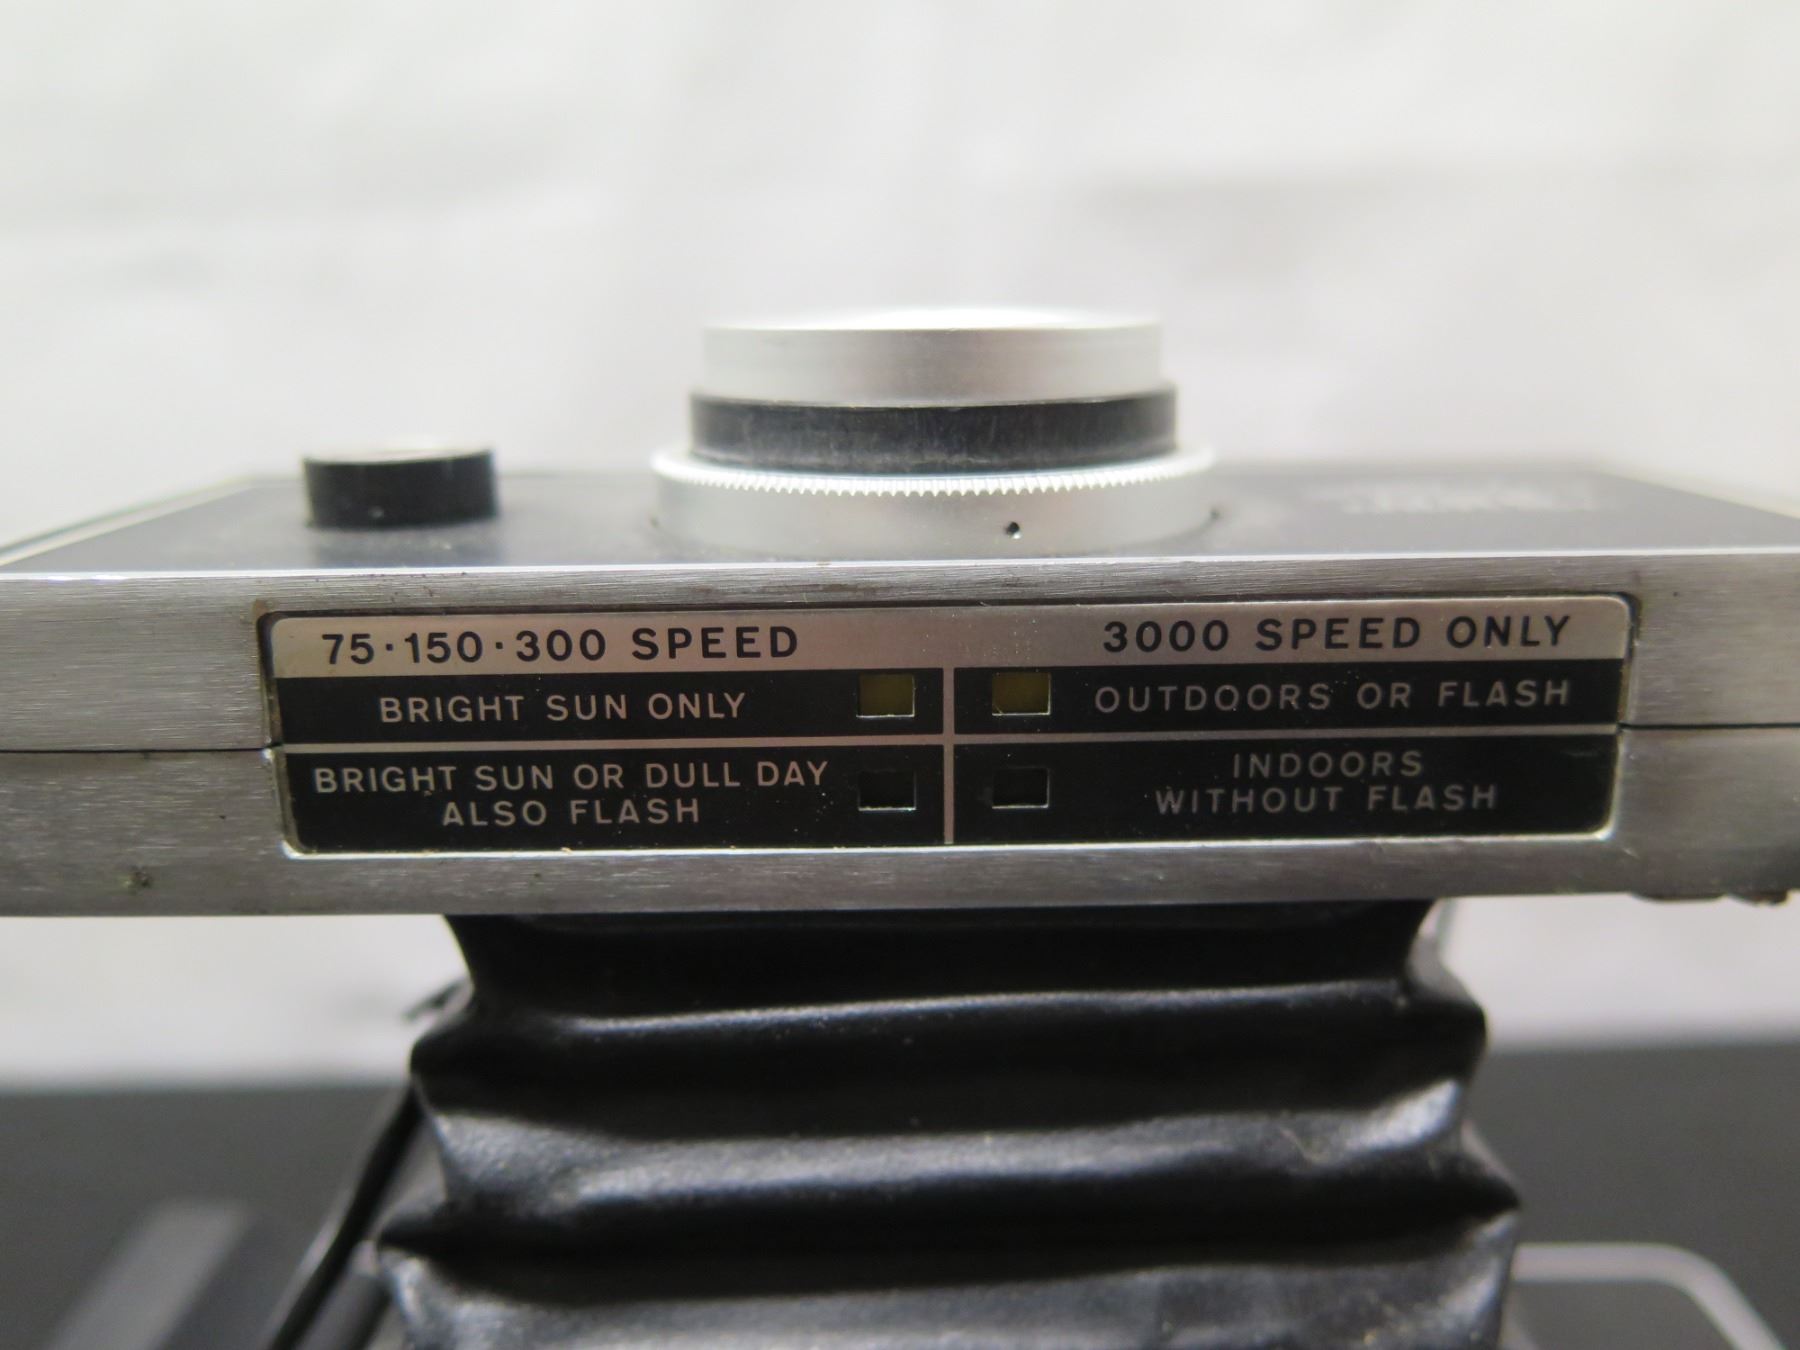 75·150·300 SPEED
3000 SPEED ONLY
BRIGHT SUN ONLY
OUTDOORS OR FLASH
BRIGHT SUN OR DULL DAY
ALSO FLASH
INDOORS
WITHOUT FLASH